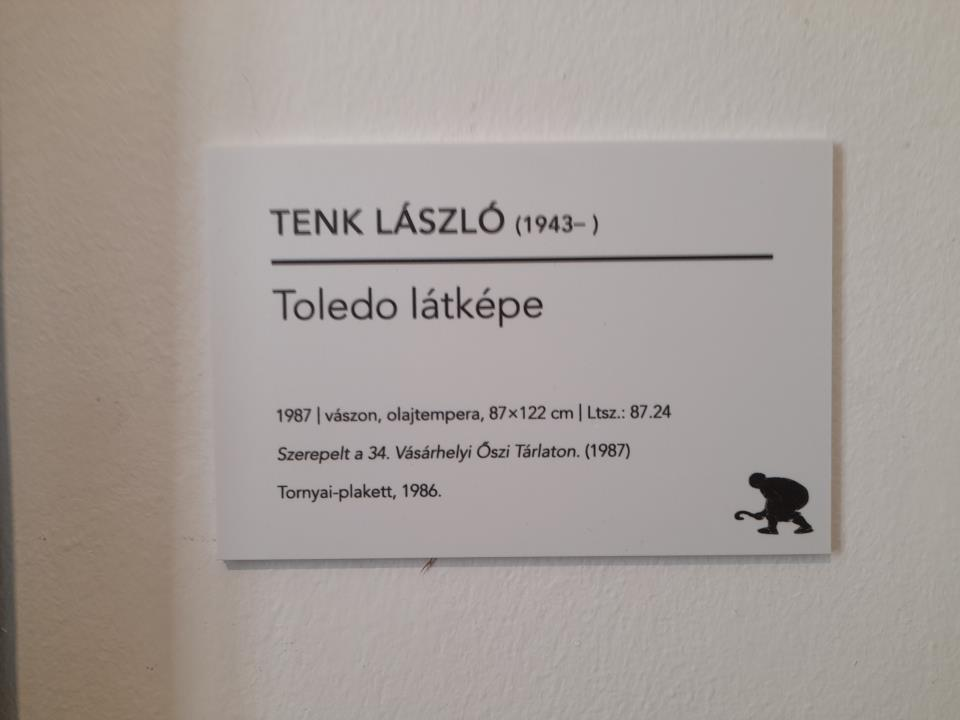 TENK LÁSZLÓ (1943– )
Toledo látképe
1987 | vászon, olajtempera, 87×122 cm | Ltsz.: 87.24
Szerepelt a 34. Vásárhelyi Őszi Tárlaton. (1987)
Tornyai-plakett, 1986.